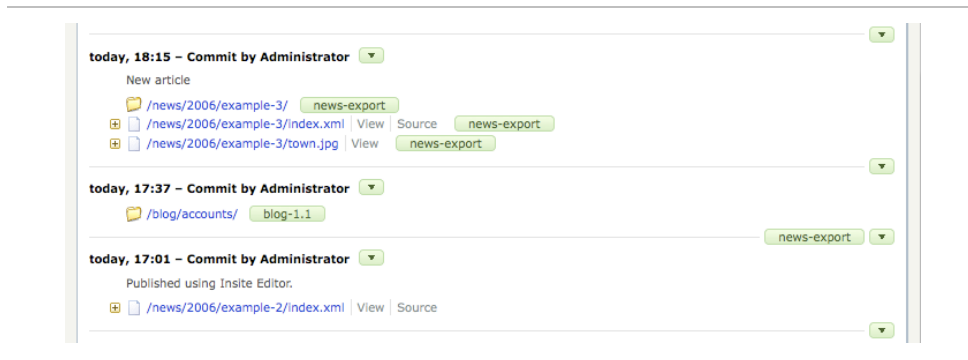 today, 18:15 – Commit by Administrator
New article
/news/2006/example-3/ news-export
/news/2006/example-3/index.xml View Source news-export
/news/2006/example-3/town.jpg View news-export
today, 17:37 – Commit by Administrator
/blog/accounts/ blog-1.1
news-export
today, 17:01 – Commit by Administrator
Published using Insite Editor.
/news/2006/example-2/index.xml View Source